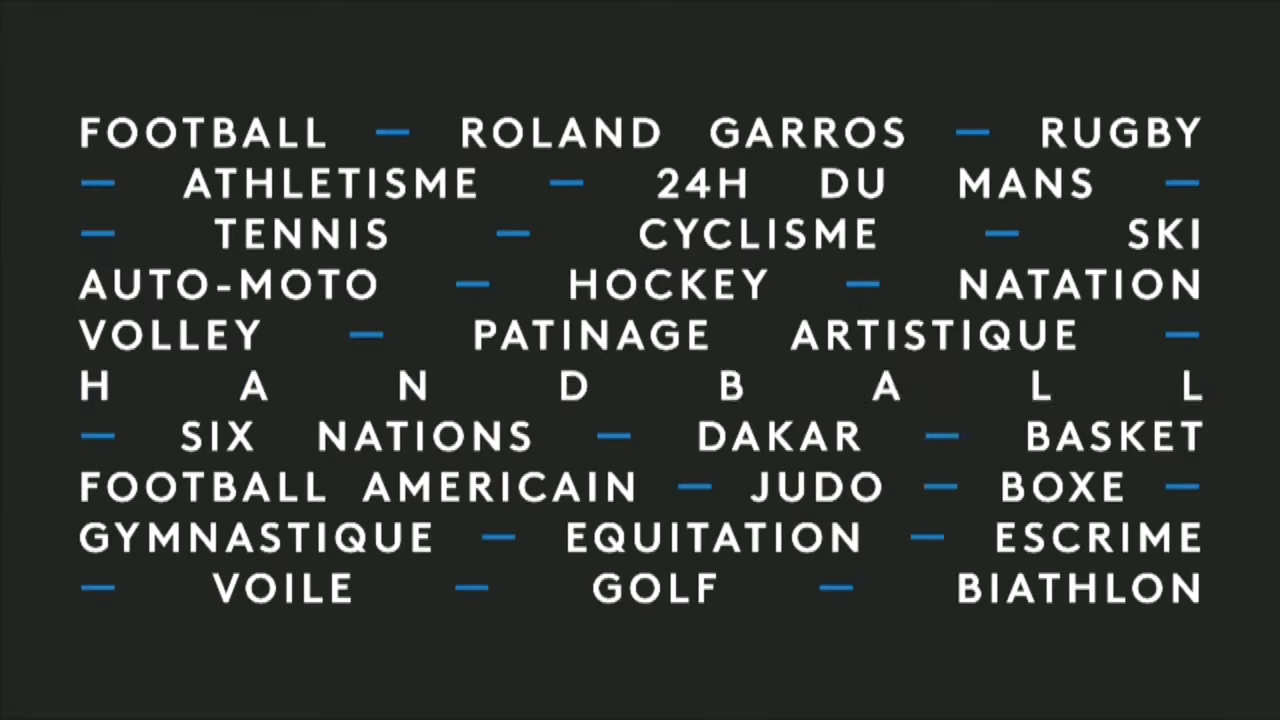 FOOTBALL — ROLAND GARROS — RUGBY
— ATHLETISME — 24H DU MANS —
— TENNIS — CYCLISME — SKI
AUTO-MOTO — HOCKEY — NATATION
VOLLEY — PATINAGE ARTISTIQUE —
H A N D B A L L
— SIX NATIONS — DAKAR — BASKET
FOOTBALL AMERICAIN — JUDO — BOXE —
GYMNASTIQUE — EQUITATION — ESCRIME
— VOILE — GOLF — BIATHLON